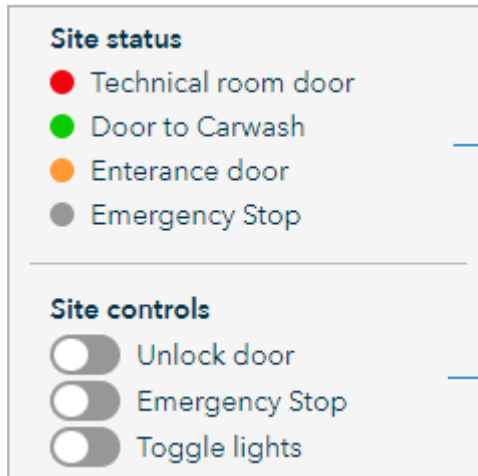 Site status
Technical room door
Door to Carwash
Enterance door
Emergency Stop
Site controls
Unlock door
Emergency Stop
Toggle lights